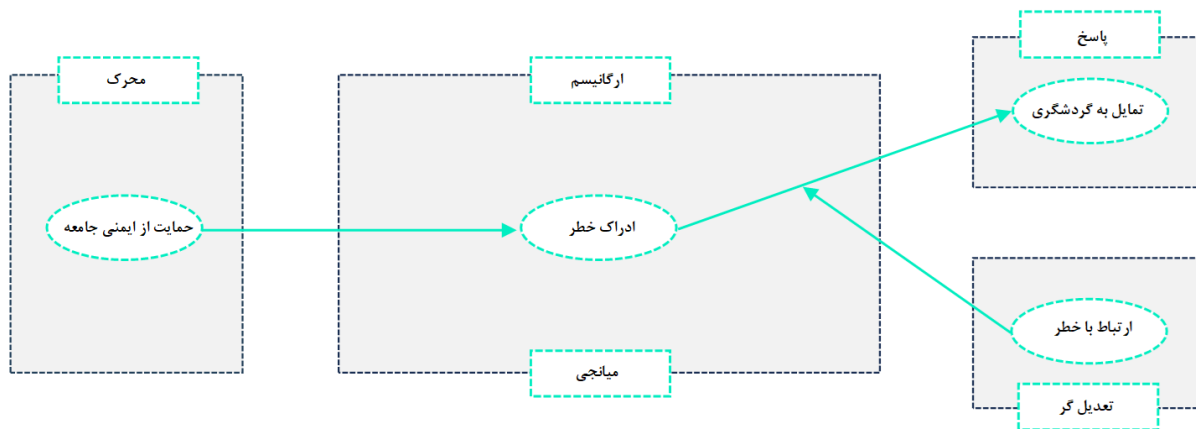 محرک
حمایت از ایمنی جامعه
ارگانیسم
ادراک خطر
میانجی
پاسخ
تمایل به گردشگری
ارتباط با خطر
تعدیل گر